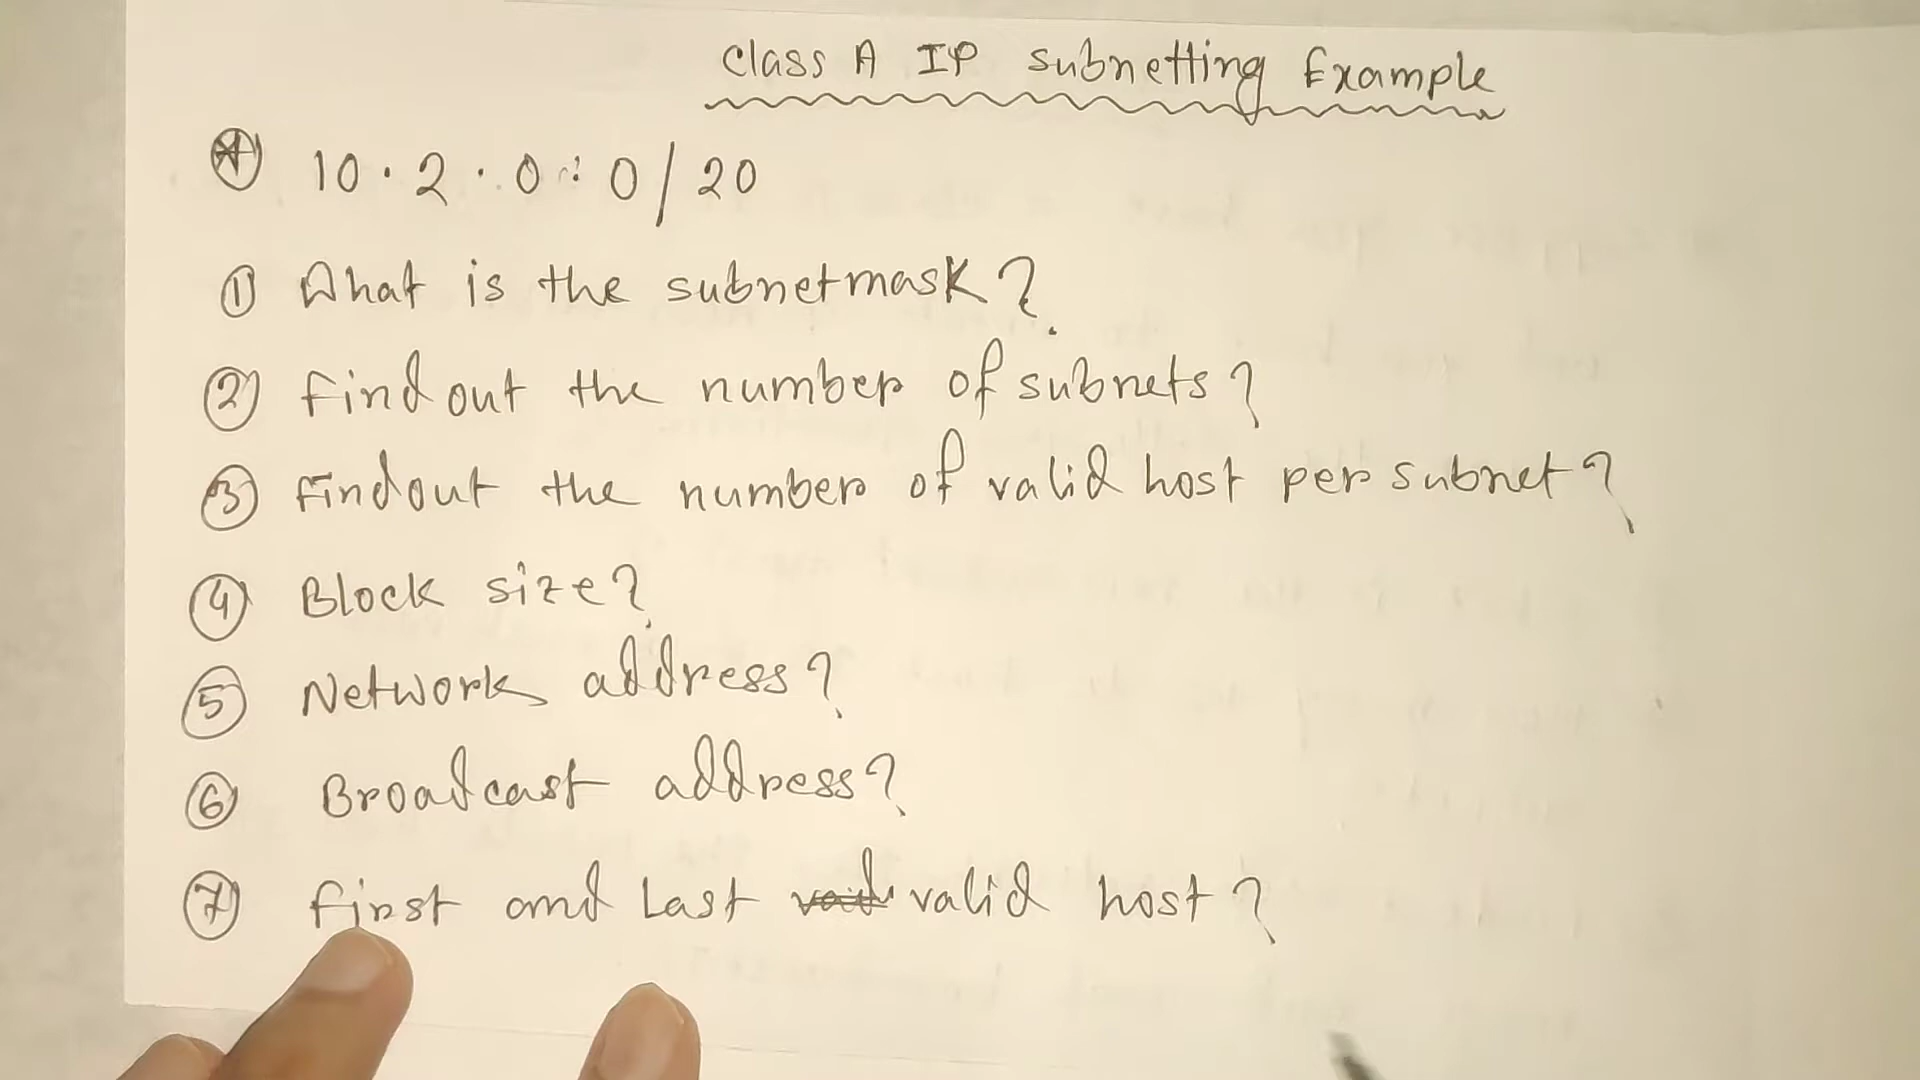 Class A IP subnetting Example
10.2.0.0/20
① What is the subnetmask?
② Find out the number of subnets?
③ Findout the number of valid host per subnet?
④ Block size?
⑤ Network address?
⑥ Broadcast address?
⑦ First and Last valid host?